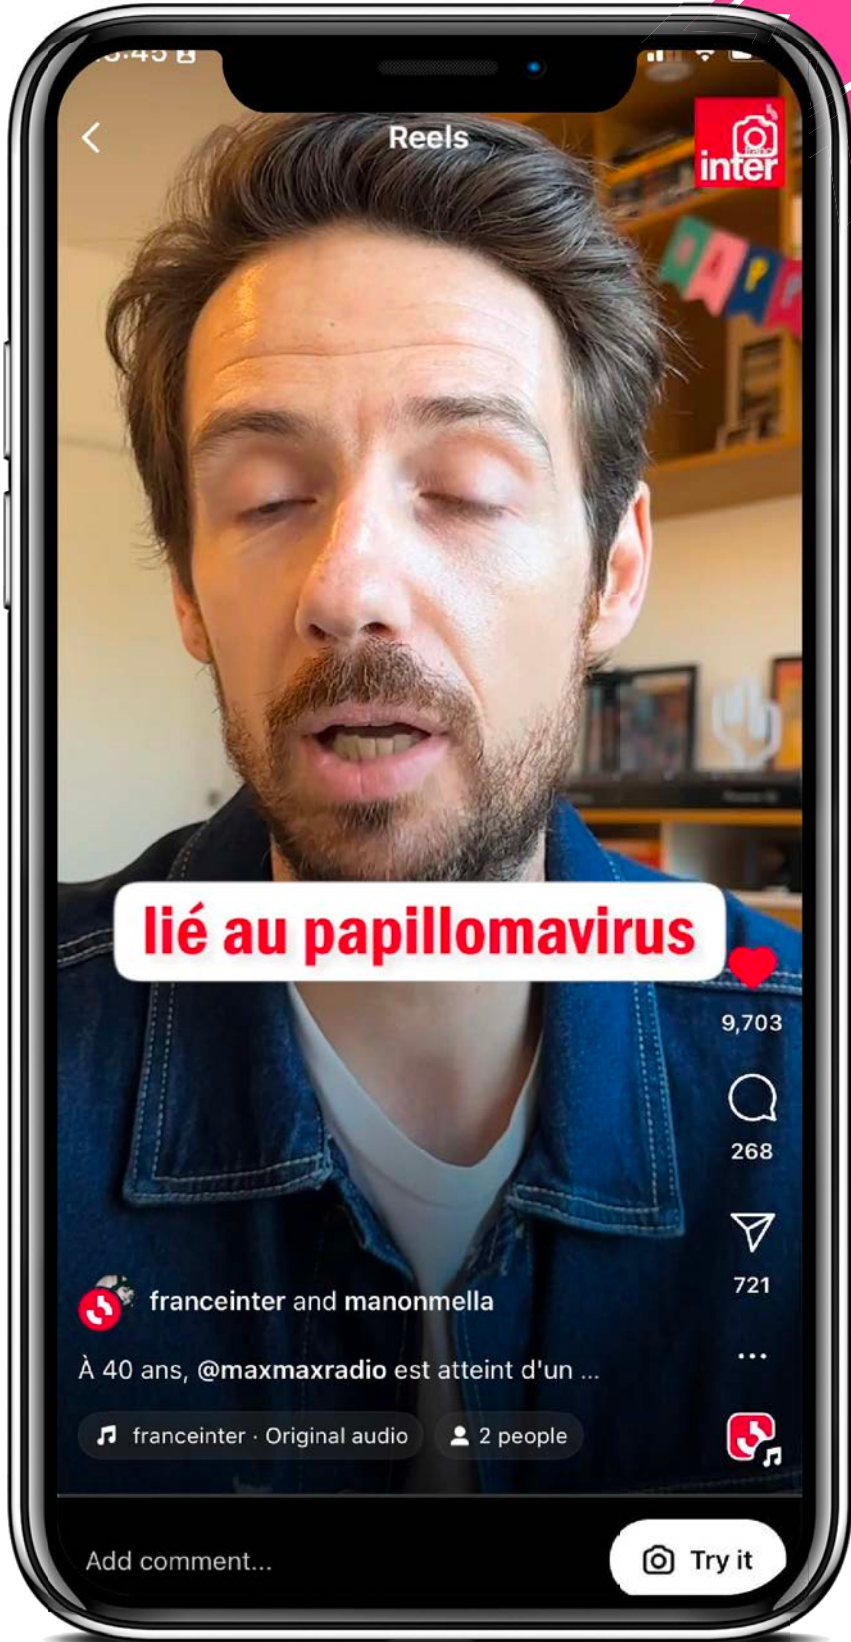 Reels
inter
HAPP
lié au papillomavirus
9,703
268
721
franceinter and manonmella
À 40 ans, @maxmaxradio est atteint d'un ...
...
franceinter · Original audio
2 people
Add comment...
Try it